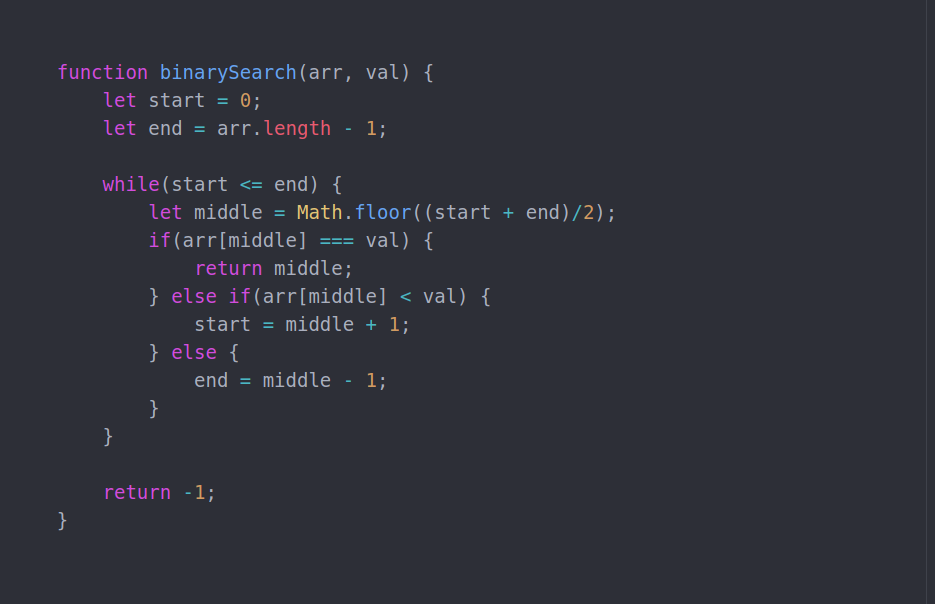 function binarySearch(arr, val) {
    let start = 0;
    let end = arr.length - 1;

    while(start <= end) {
        let middle = Math.floor((start + end)/2);
        if(arr[middle] === val) {
            return middle;
        } else if(arr[middle] < val) {
            start = middle + 1;
        } else {
            end = middle - 1;
        }
    }

    return -1;
}